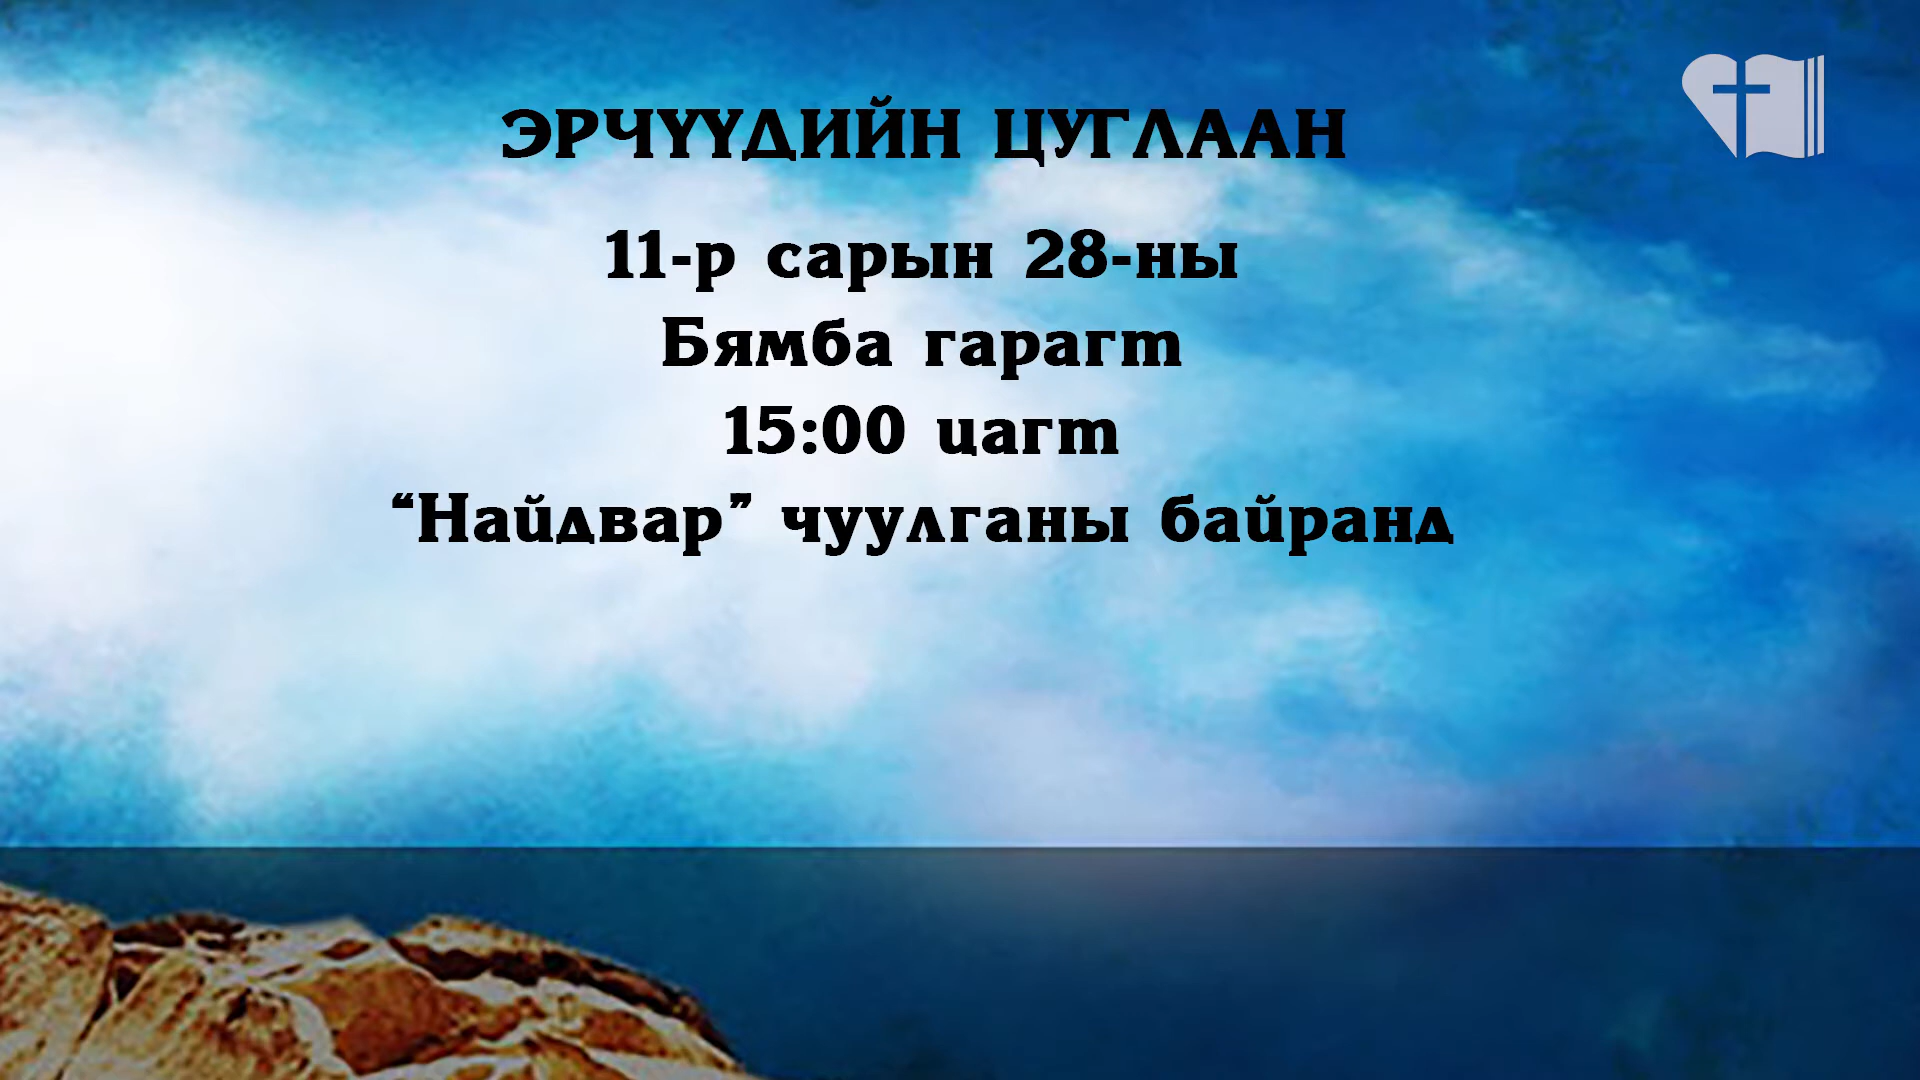 ЭРЧҮҮДИЙН ЦУГЛААН
11-р сарын 28-ны
Бямба гарагт
15:00 цагт
“Найдвар” чуулганы байранд